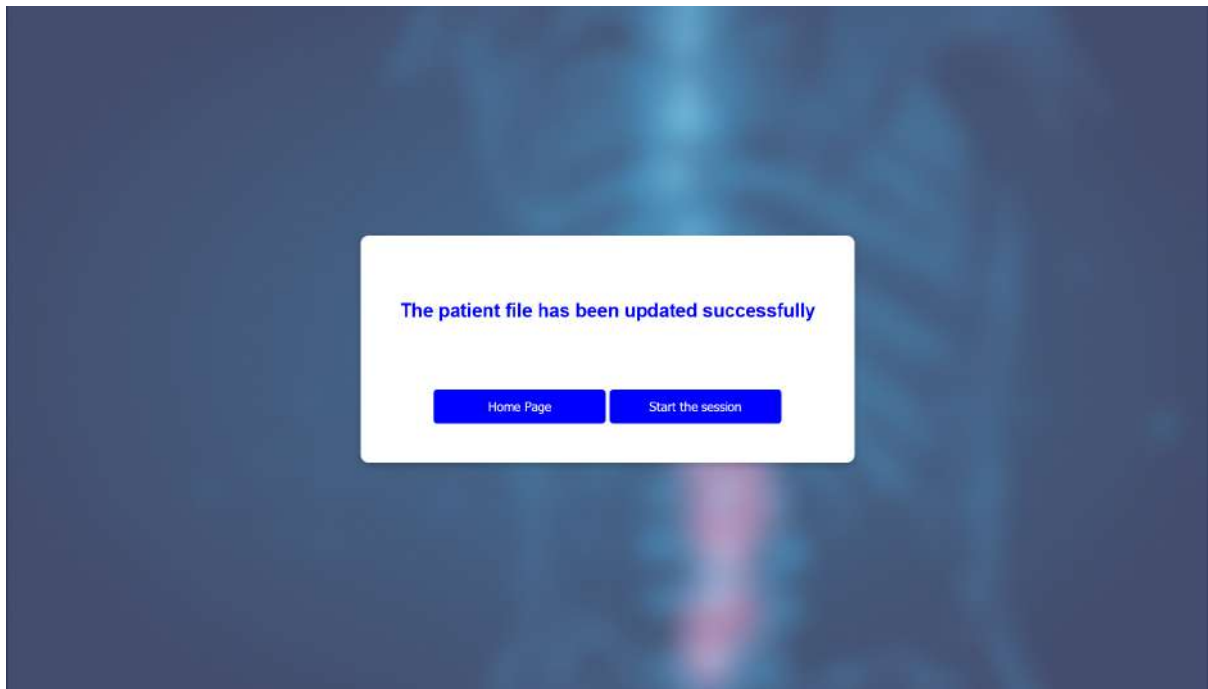 The patient file has been updated successfully
Home Page
Start the session